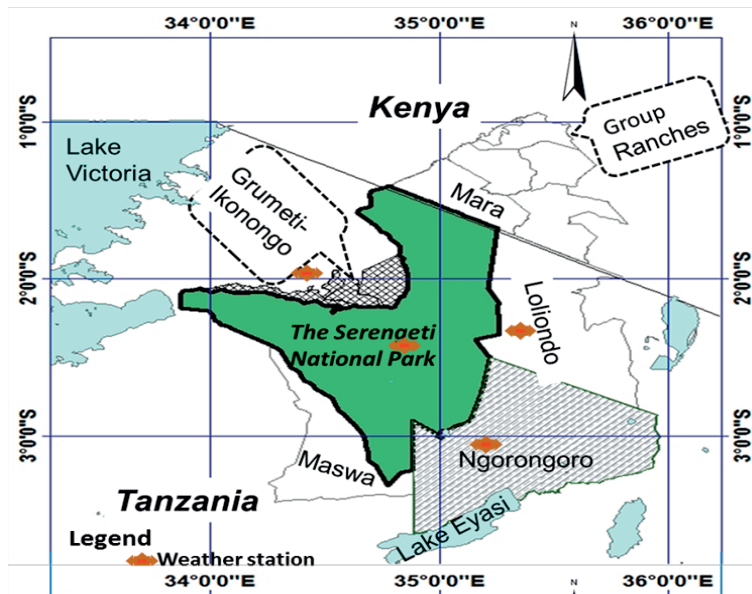 34°0'0"E 35°0'0"E 36°0'0"E
N
Kenya
Group
Ranches
1°0'0"S
1°0'0"S
Lake
Victoria
Mara
Grumeti-
Ikonongo
2°0'0"S
2°0'0"S
Loliondo
The Serengeti
National Park
3°0'0"S
3°0'0"S
Maswa
Ngorongoro
Tanzania
Lake Eyasi
Legend
Weather station
N
34°0'0"E 35°0'0"E 36°0'0"E